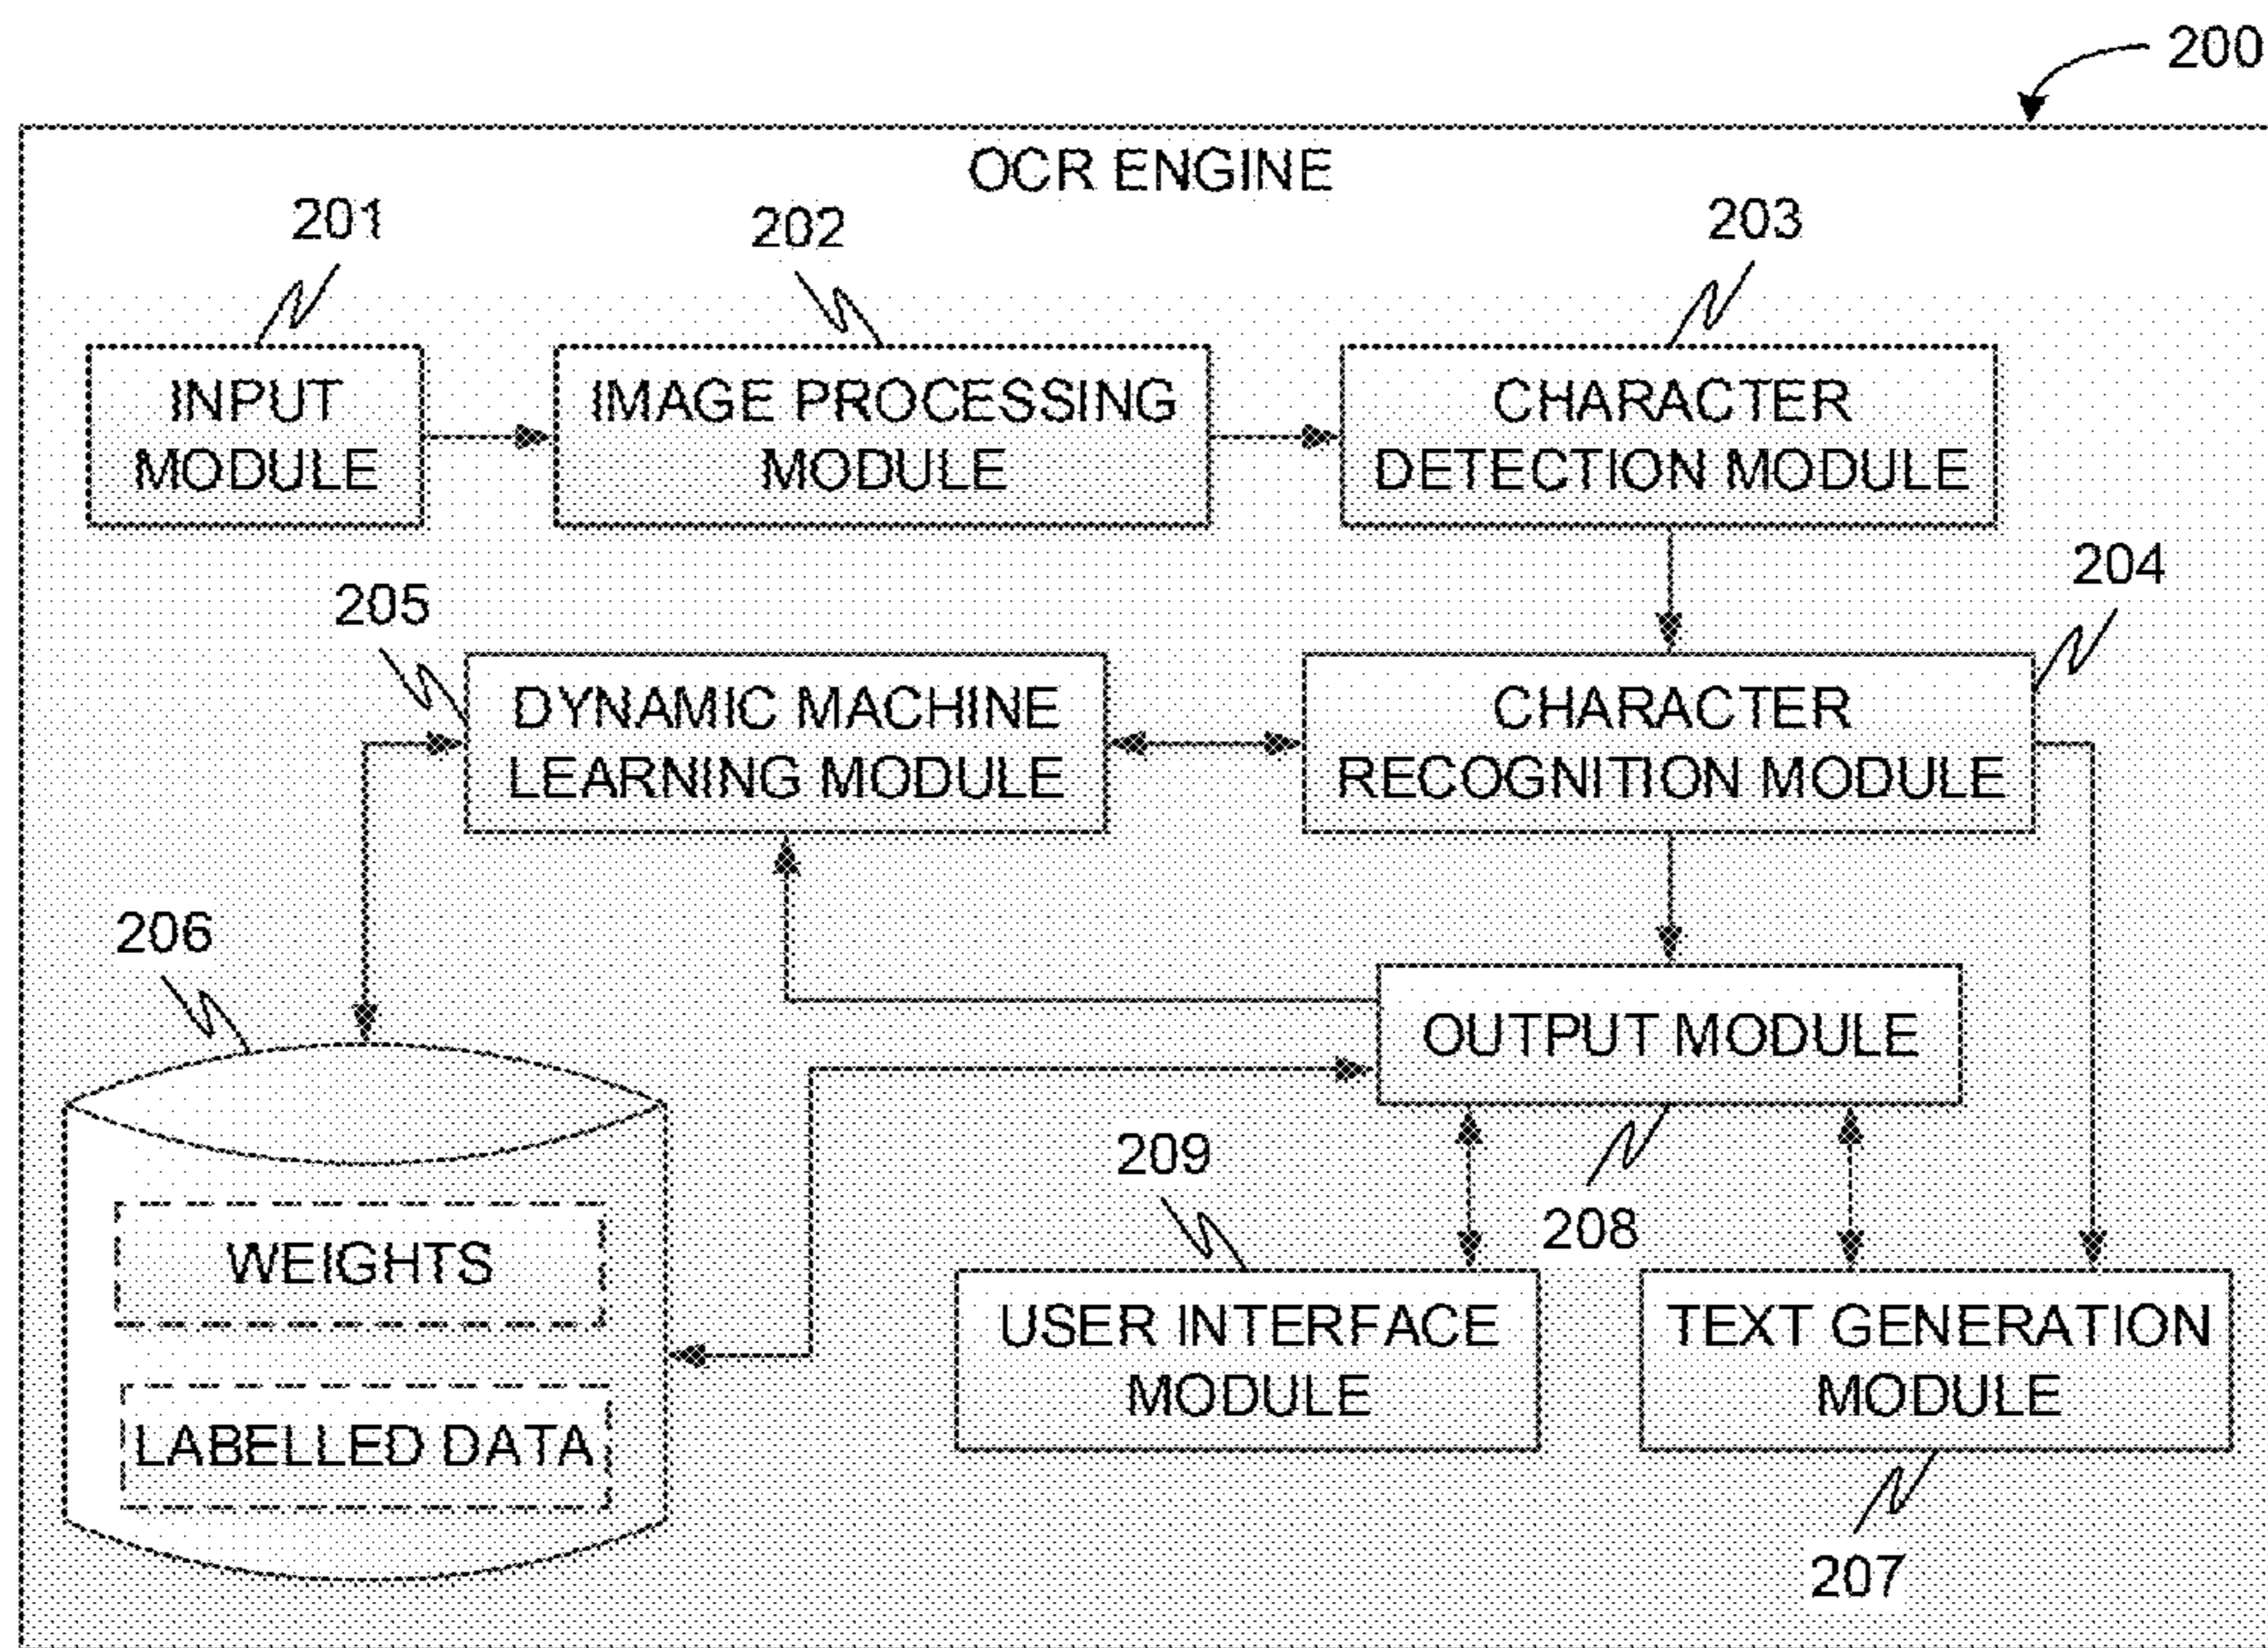 200
OCR ENGINE
201
202
203
INPUT
MODULE
IMAGE PROCESSING
MODULE
CHARACTER
DETECTION MODULE
204
205
DYNAMIC MACHINE
LEARNING MODULE
CHARACTER
RECOGNITION MODULE
206
OUTPUT MODULE
209
208
WEIGHTS
LABELLED DATA
USER INTERFACE
MODULE
TEXT GENERATION
MODULE
207